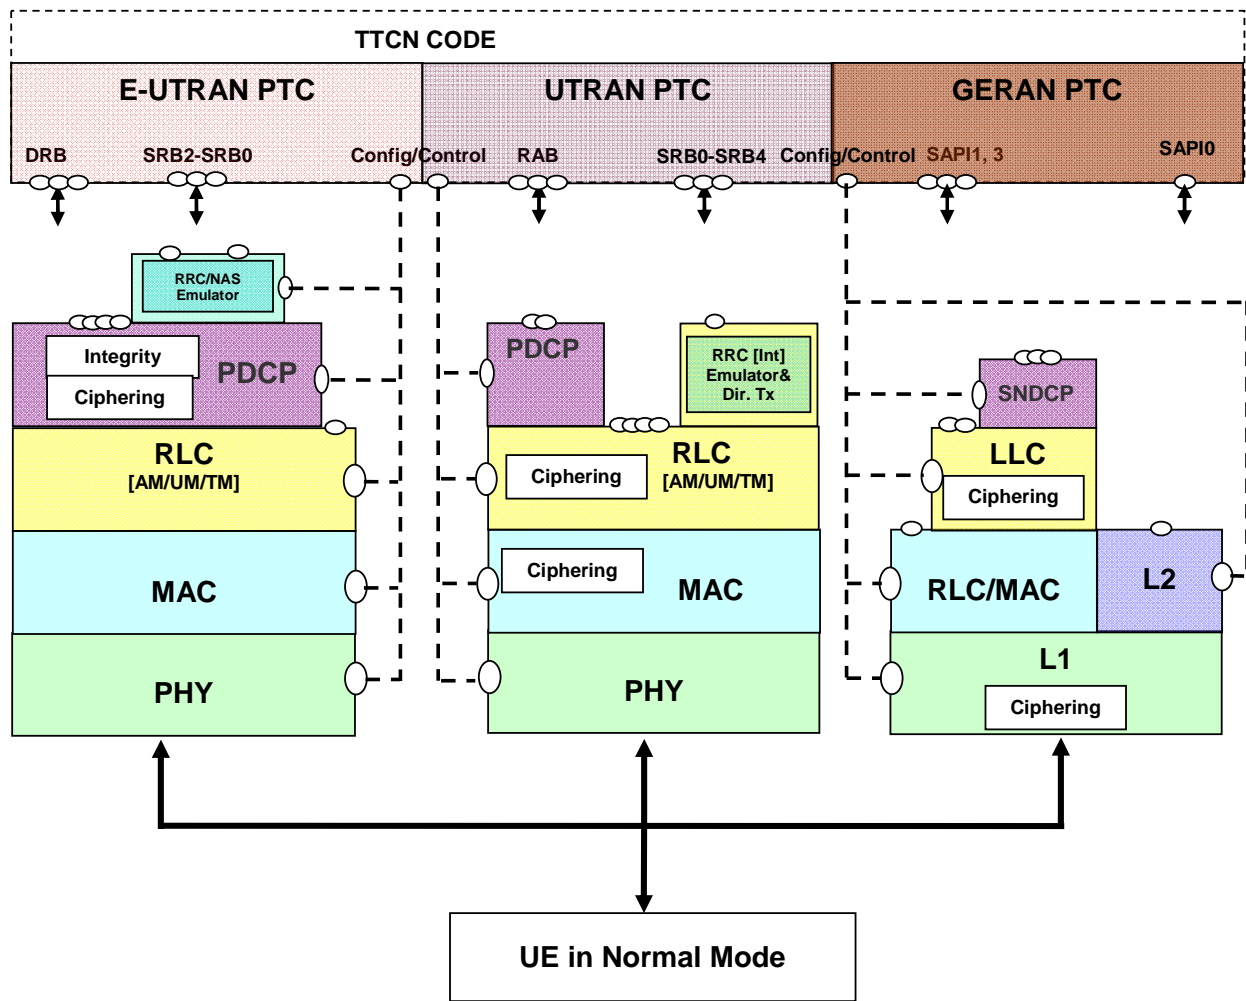 TTCN CODE
E-UTRAN PTC
UTRAN PTC
GERAN PTC
DRB
SRB2-SRB0
Config/Control
RAB
SRB0-SRB4
Config/Control
SAPI1, 3
SAPI0
RRC/NAS
Emulator
Integrity
Ciphering
PDCP
RLC
[AM/UM/TM]
MAC
PHY
PDCP
RRC [Int]
Emulator&
Dir. Tx
Ciphering
RLC
[AM/UM/TM]
Ciphering
MAC
PHY
SNDCP
LLC
Ciphering
RLC/MAC
L2
L1
Ciphering
UE in Normal Mode